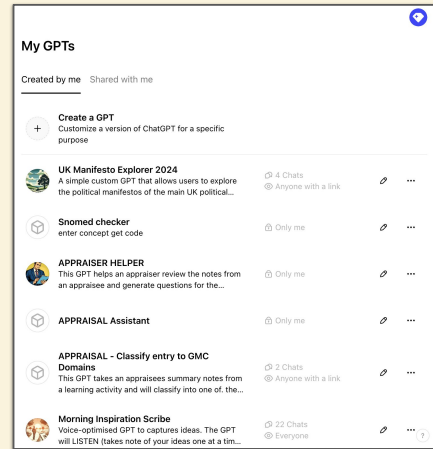 My GPTs
Created by me Shared with me
Create a GPT
Customize a version of ChatGPT for a specific
purpose
UK Manifesto Explorer 2024
A simple custom GPT that allows users to explore
the political manifestos of the main UK political...
4 Chats
Anyone with a link
Snomed checker
enter concept get code
Only me
APPRAISER HELPER
This GPT helps an appraiser review the notes from
an appraisee and generate questions for the...
Only me
APPRAISAL Assistant
Only me
APPRAISAL - Classify entry to GMC
Domains
This GPT takes an appraisees summary notes from
a learning activity and will classify into one of. the...
2 Chats
Anyone with a link
Morning Inspiration Scribe
Voice-optimised GPT to captures ideas. The GPT
will LISTEN (takes note of your ideas one at a tim...
22 Chats
Everyone
?